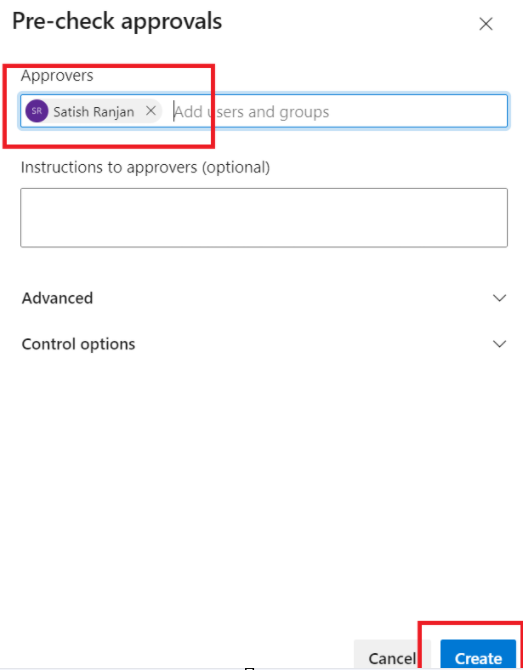 Pre-check approvals
Approvers
SR Satish Ranjan Add users and groups
Instructions to approvers (optional)
Advanced
Control options
Cancel Create